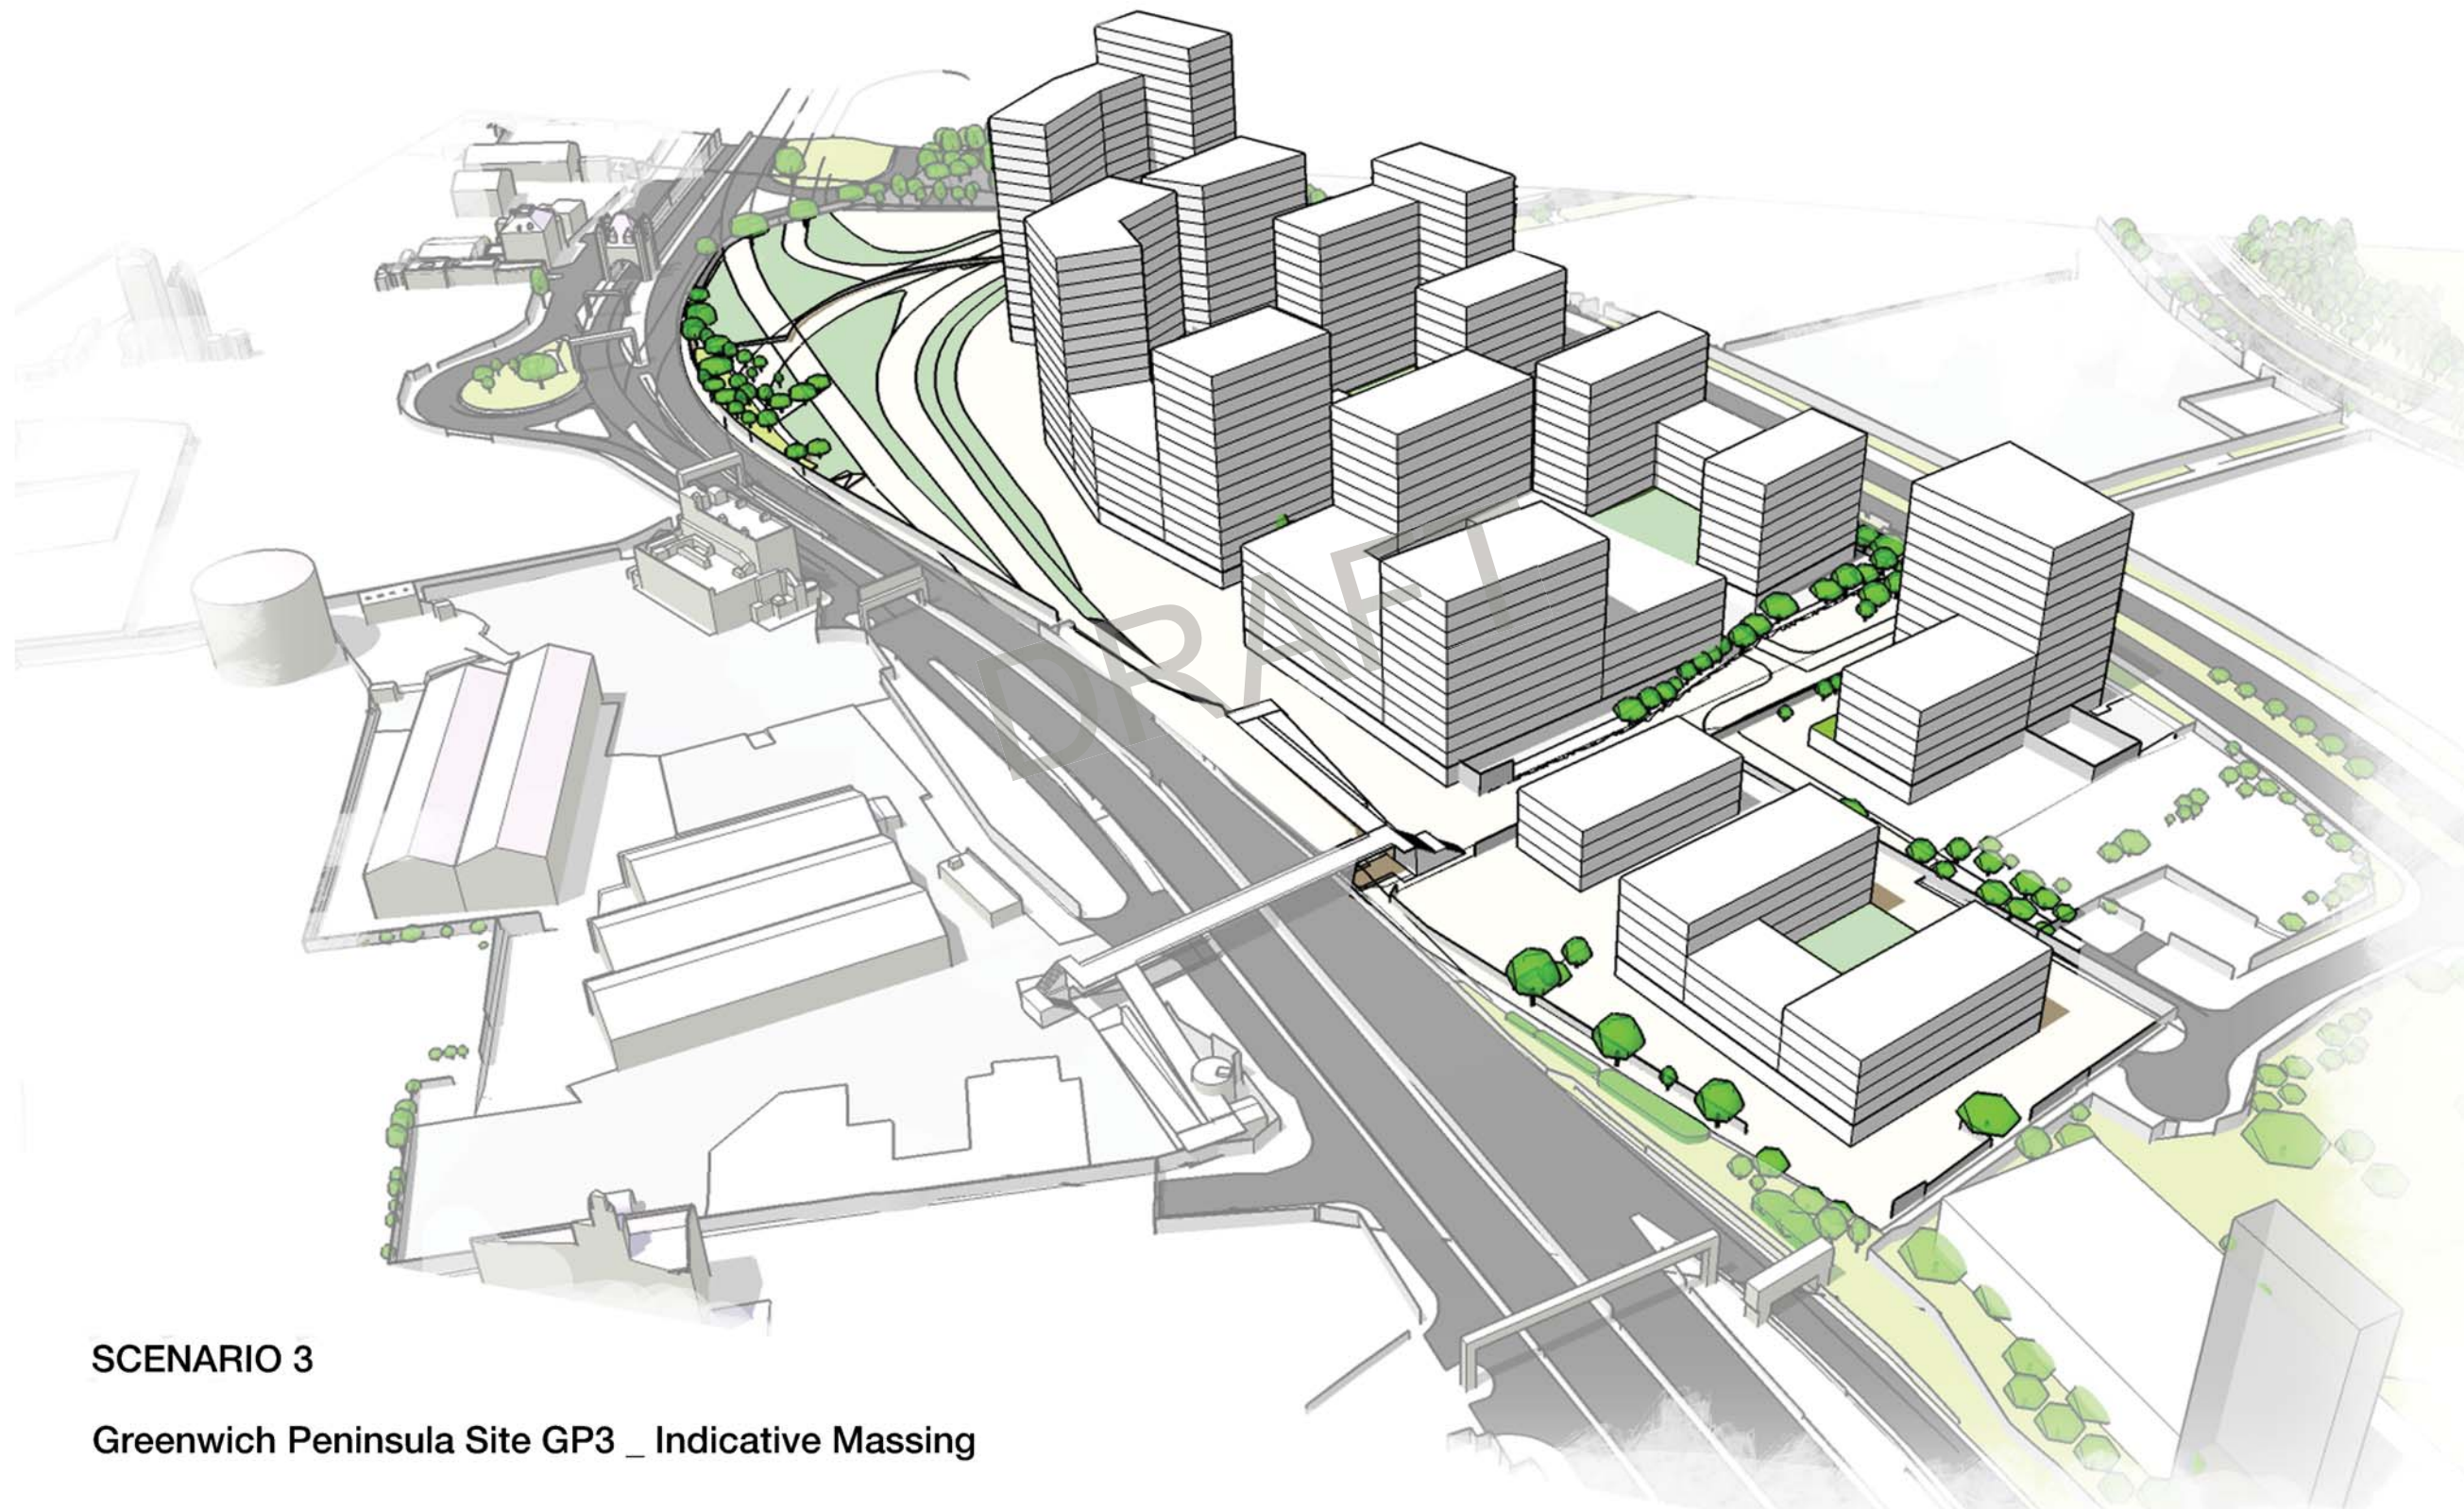 DRAFT
SCENARIO 3
Greenwich Peninsula Site GP3 _ Indicative Massing